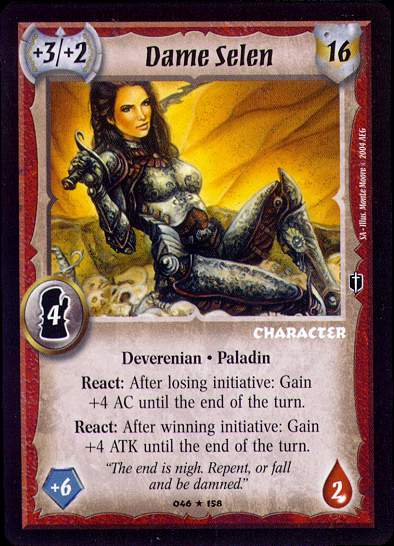 +3/+2
Dame Selen
16
SA - Illus. Monte Moore © 2004 AEG
4
CHARACTER
Deverenian • Paladin
React: After losing initiative: Gain
+4 AC until the end of the turn.
React: After winning initiative: Gain
+4 ATK until the end of the turn.
"The end is nigh. Repent, or fall
and be damned."
+6
046 ★ 158
2